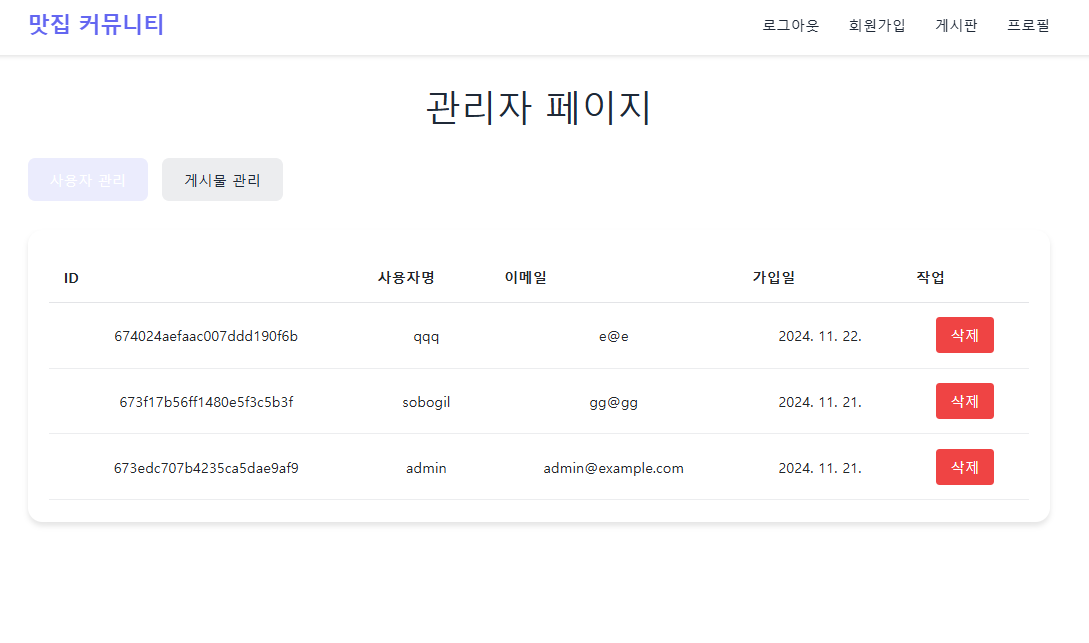 맛집 커뮤니티 로그아웃 회원가입 게시판 프로필
관리자 페이지
사용자 관리 게시물 관리
ID 사용자명 이메일 가입일 작업
674024aefaac007ddd190f6b qqq e@e 2024. 11. 22. 삭제
673f17b56ff1480e5f3c5b3f sobogil gg@gg 2024. 11. 21. 삭제
673edc707b4235ca5dae9af9 admin admin@example.com 2024. 11. 21. 삭제